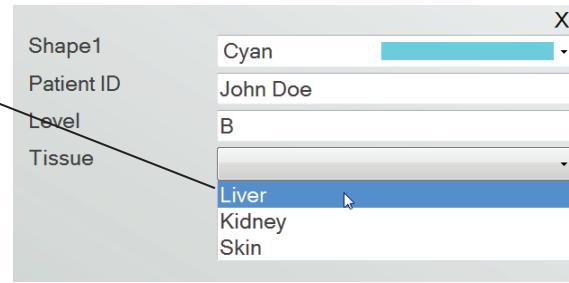 X
Shape1 Cyan
Patient ID John Doe
Level B
Tissue
Liver
Kidney
Skin